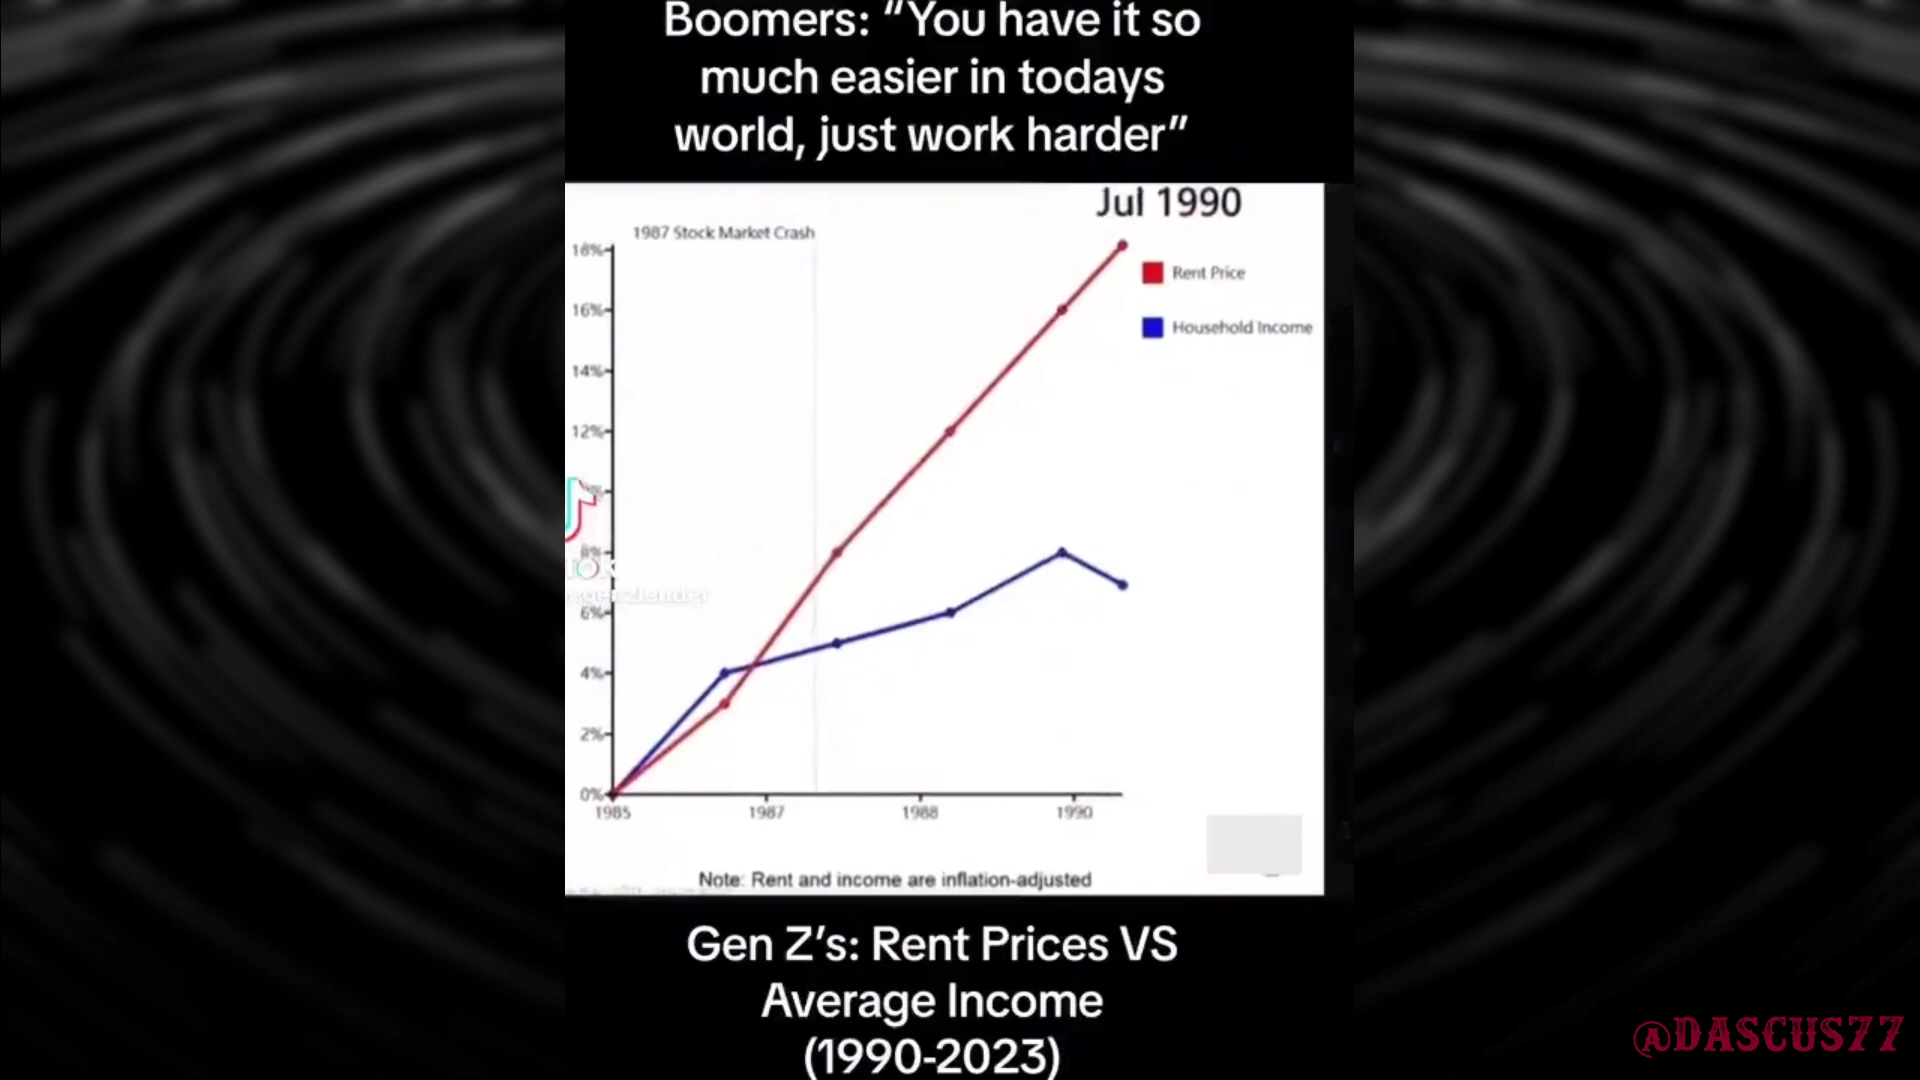 Boomers: “You have it so
much easier in todays
world, just work harder”
Jul 1990
1987 Stock Market Crash
Rent Price
Household Income
18%
16%
14%
12%
8%
6%
4%
2%
0%
1985
1987
1988
1990
Note: Rent and income are inflation-adjusted
Gen Z’s: Rent Prices VS
Average Income
(1990-2023)
@DASCUS77